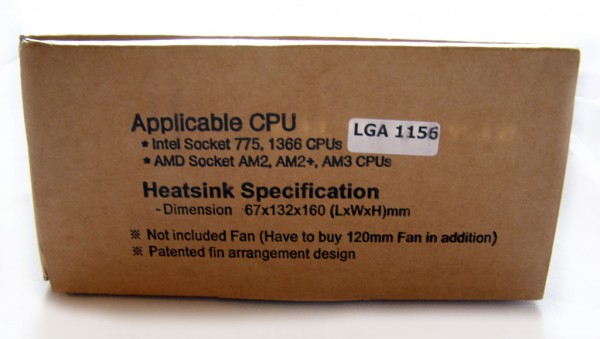 Applicable CPU
* Intel Socket 775, 1366 CPUs
LGA 1156
* AMD Socket AM2, AM2+, AM3 CPUs
Heatsink Specification
- Dimension 67x132x160 (LxWxH)mm
※ Not included Fan (Have to buy 120mm Fan in addition)
※ Patented fin arrangement design